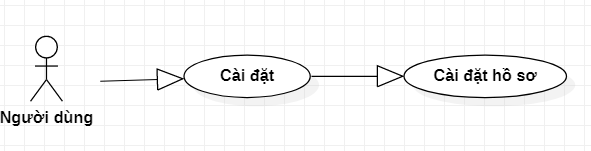 Cài đặt
Cài đặt hồ sơ
Người dùng